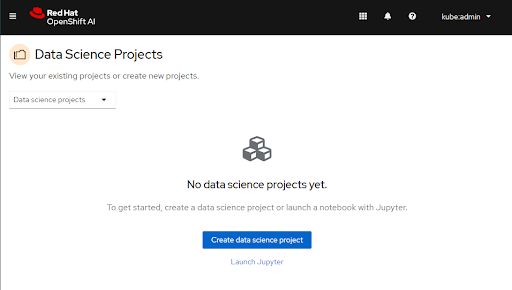 Red Hat
OpenShift AI
kube:admin
Data Science Projects
View your existing projects or create new projects.
Data science projects
No data science projects yet.
To get started, create a data science project or launch a notebook with Jupyter.
Create data science project
Launch Jupyter